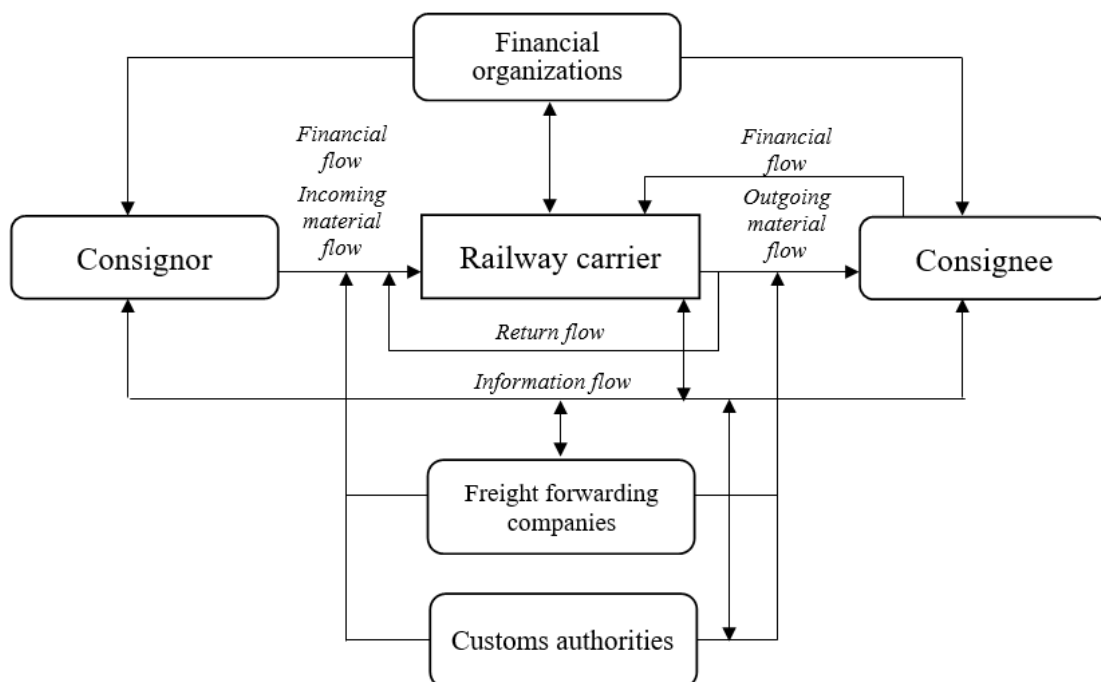 Financial
organizations
Financial
flow
Incoming
material
flow
Financial
flow
Outgoing
material
flow
Consignor
Railway carrier
Consignee
Return flow
Information flow
Freight forwarding
companies
Customs authorities